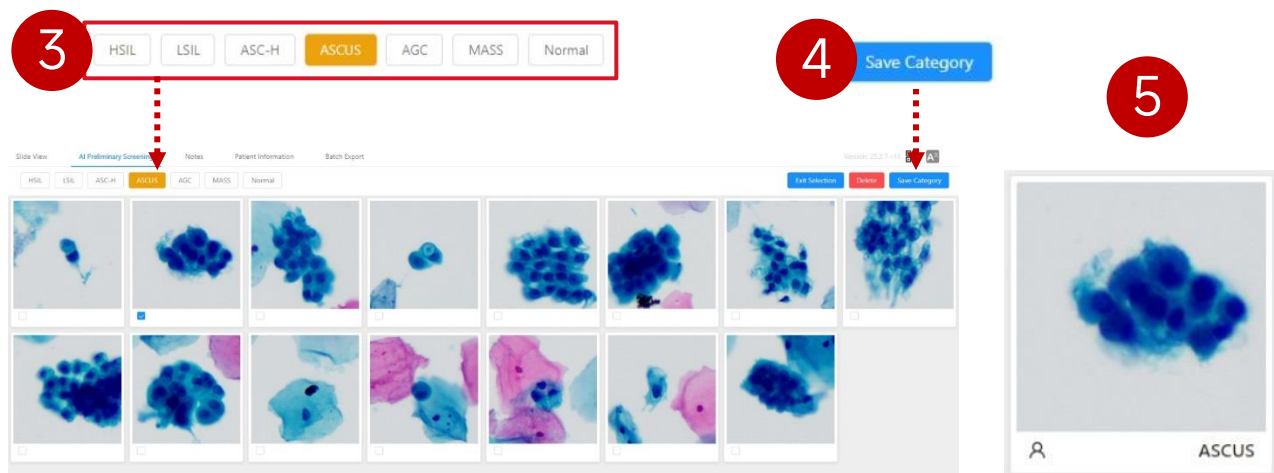 3
HSIL LSIL ASC-H ASCUS AGC MASS Normal
4
Save Category
5
Slide View AI Preliminary Screening Notes Patient Information Batch Export
HSIL LSIL ASC-H ASCUS AGC MASS Normal Exit Selection Delete Save Category
ASCUS